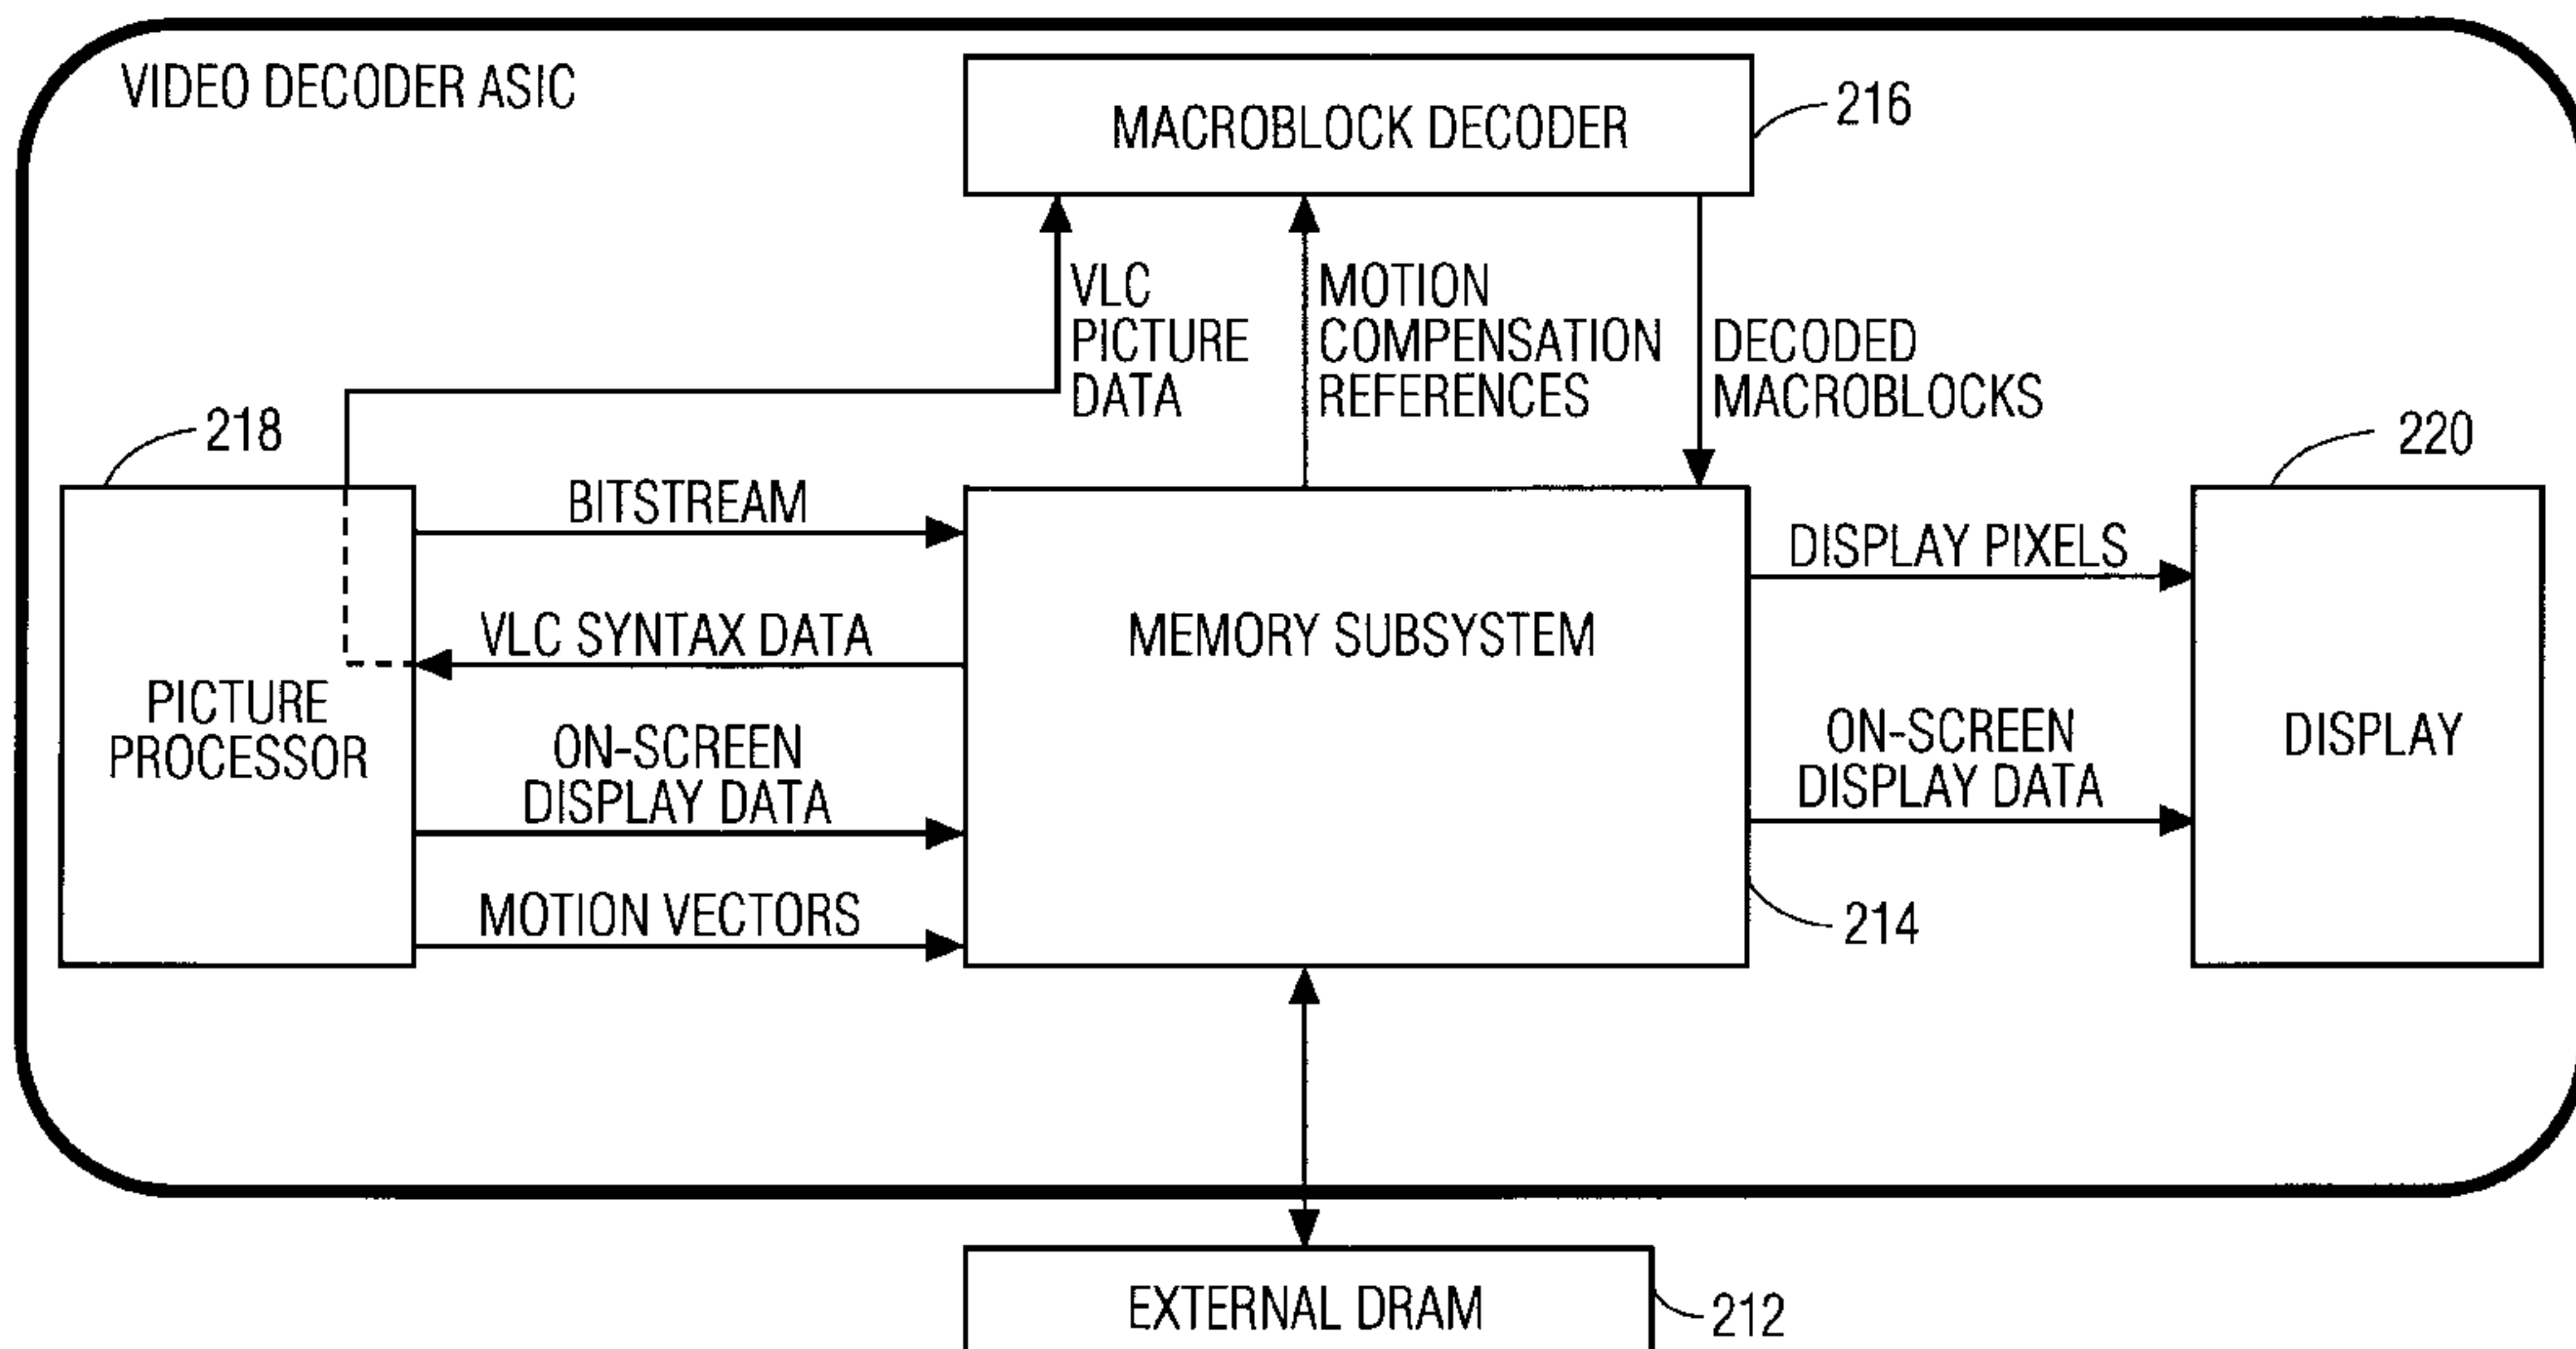 VIDEO DECODER ASIC
MACROBLOCK DECODER
216
VLC
PICTURE
DATA
MOTION
COMPENSATION
REFERENCES
DECODED
MACROBLOCKS
218
220
BITSTREAM
VLC SYNTAX DATA
ON-SCREEN
DISPLAY DATA
MOTION VECTORS
PICTURE
PROCESSOR
MEMORY SUBSYSTEM
DISPLAY PIXELS
ON-SCREEN
DISPLAY DATA
DISPLAY
214
EXTERNAL DRAM
212